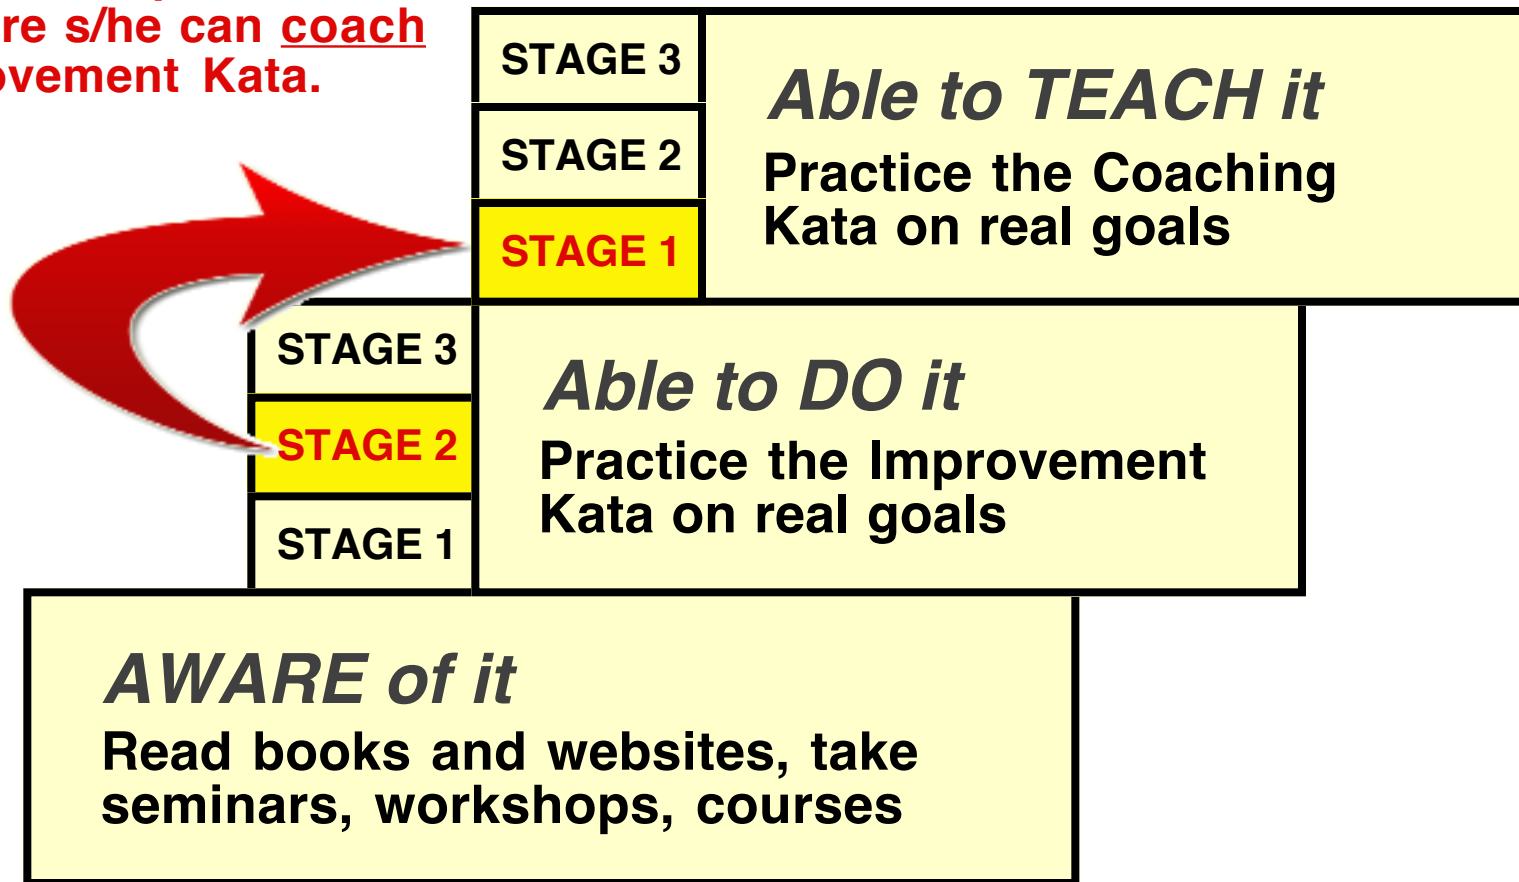 re s/he can coach
ovement Kata.
STAGE 3
STAGE 2
STAGE 1
Able to TEACH it
Practice the Coaching
Kata on real goals
STAGE 3
STAGE 2
STAGE 1
Able to DO it
Practice the Improvement
Kata on real goals
AWARE of it
Read books and websites, take
seminars, workshops, courses